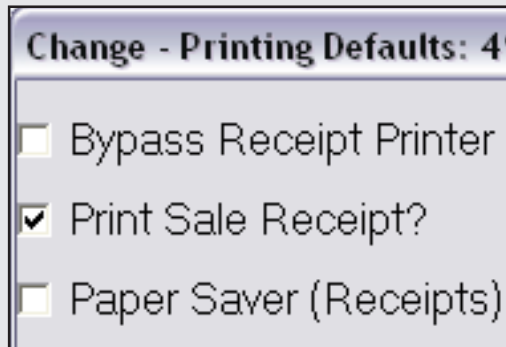 Change - Printing Defaults: 4
Bypass Receipt Printer
Print Sale Receipt?
Paper Saver (Receipts)